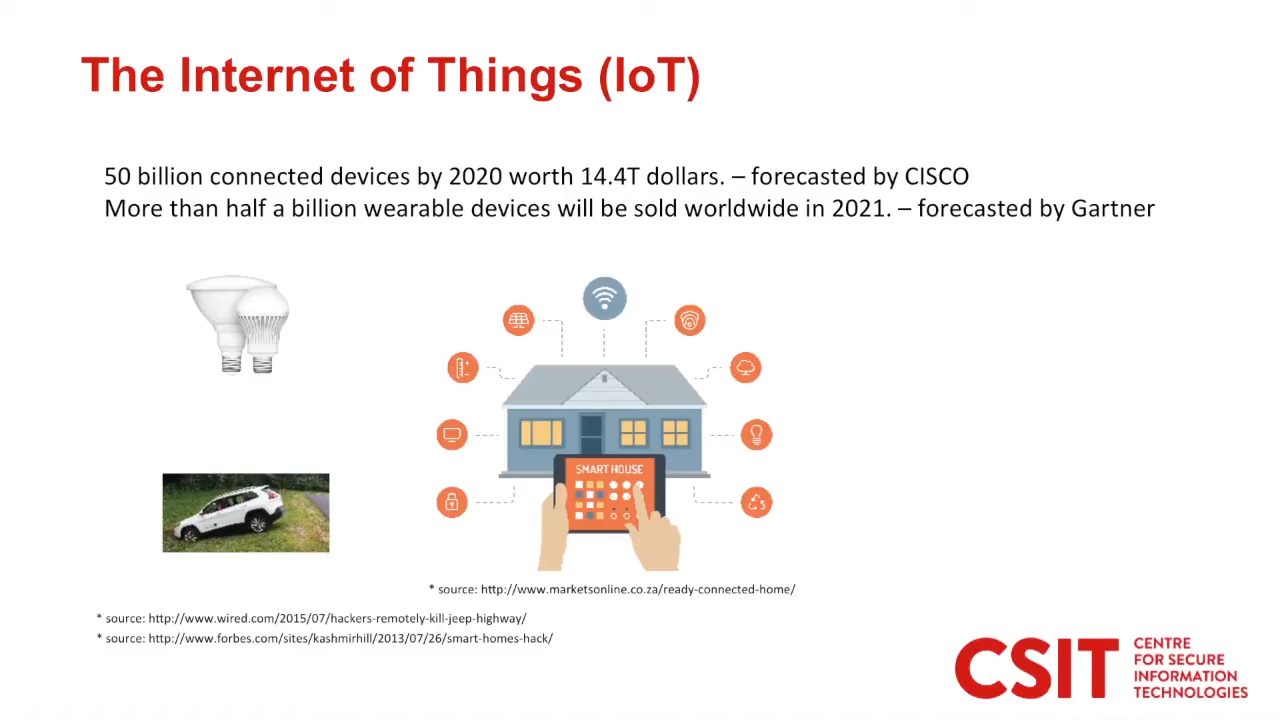 The Internet of Things (IoT)
50 billion connected devices by 2020 worth 14.4T dollars. – forecasted by CISCO
More than half a billion wearable devices will be sold worldwide in 2021. – forecasted by Gartner
SMART HOUSE
* source: http://www.marketsonline.co.za/ready-connected-home/
* source: http://www.wired.com/2015/07/hackers-remotely-kill-jeep-highway/
* source: http://www.forbes.com/sites/kashmirhill/2013/07/26/smart-homes-hack/
CSIT
CENTRE
FOR SECURE
INFORMATION
TECHNOLOGIES